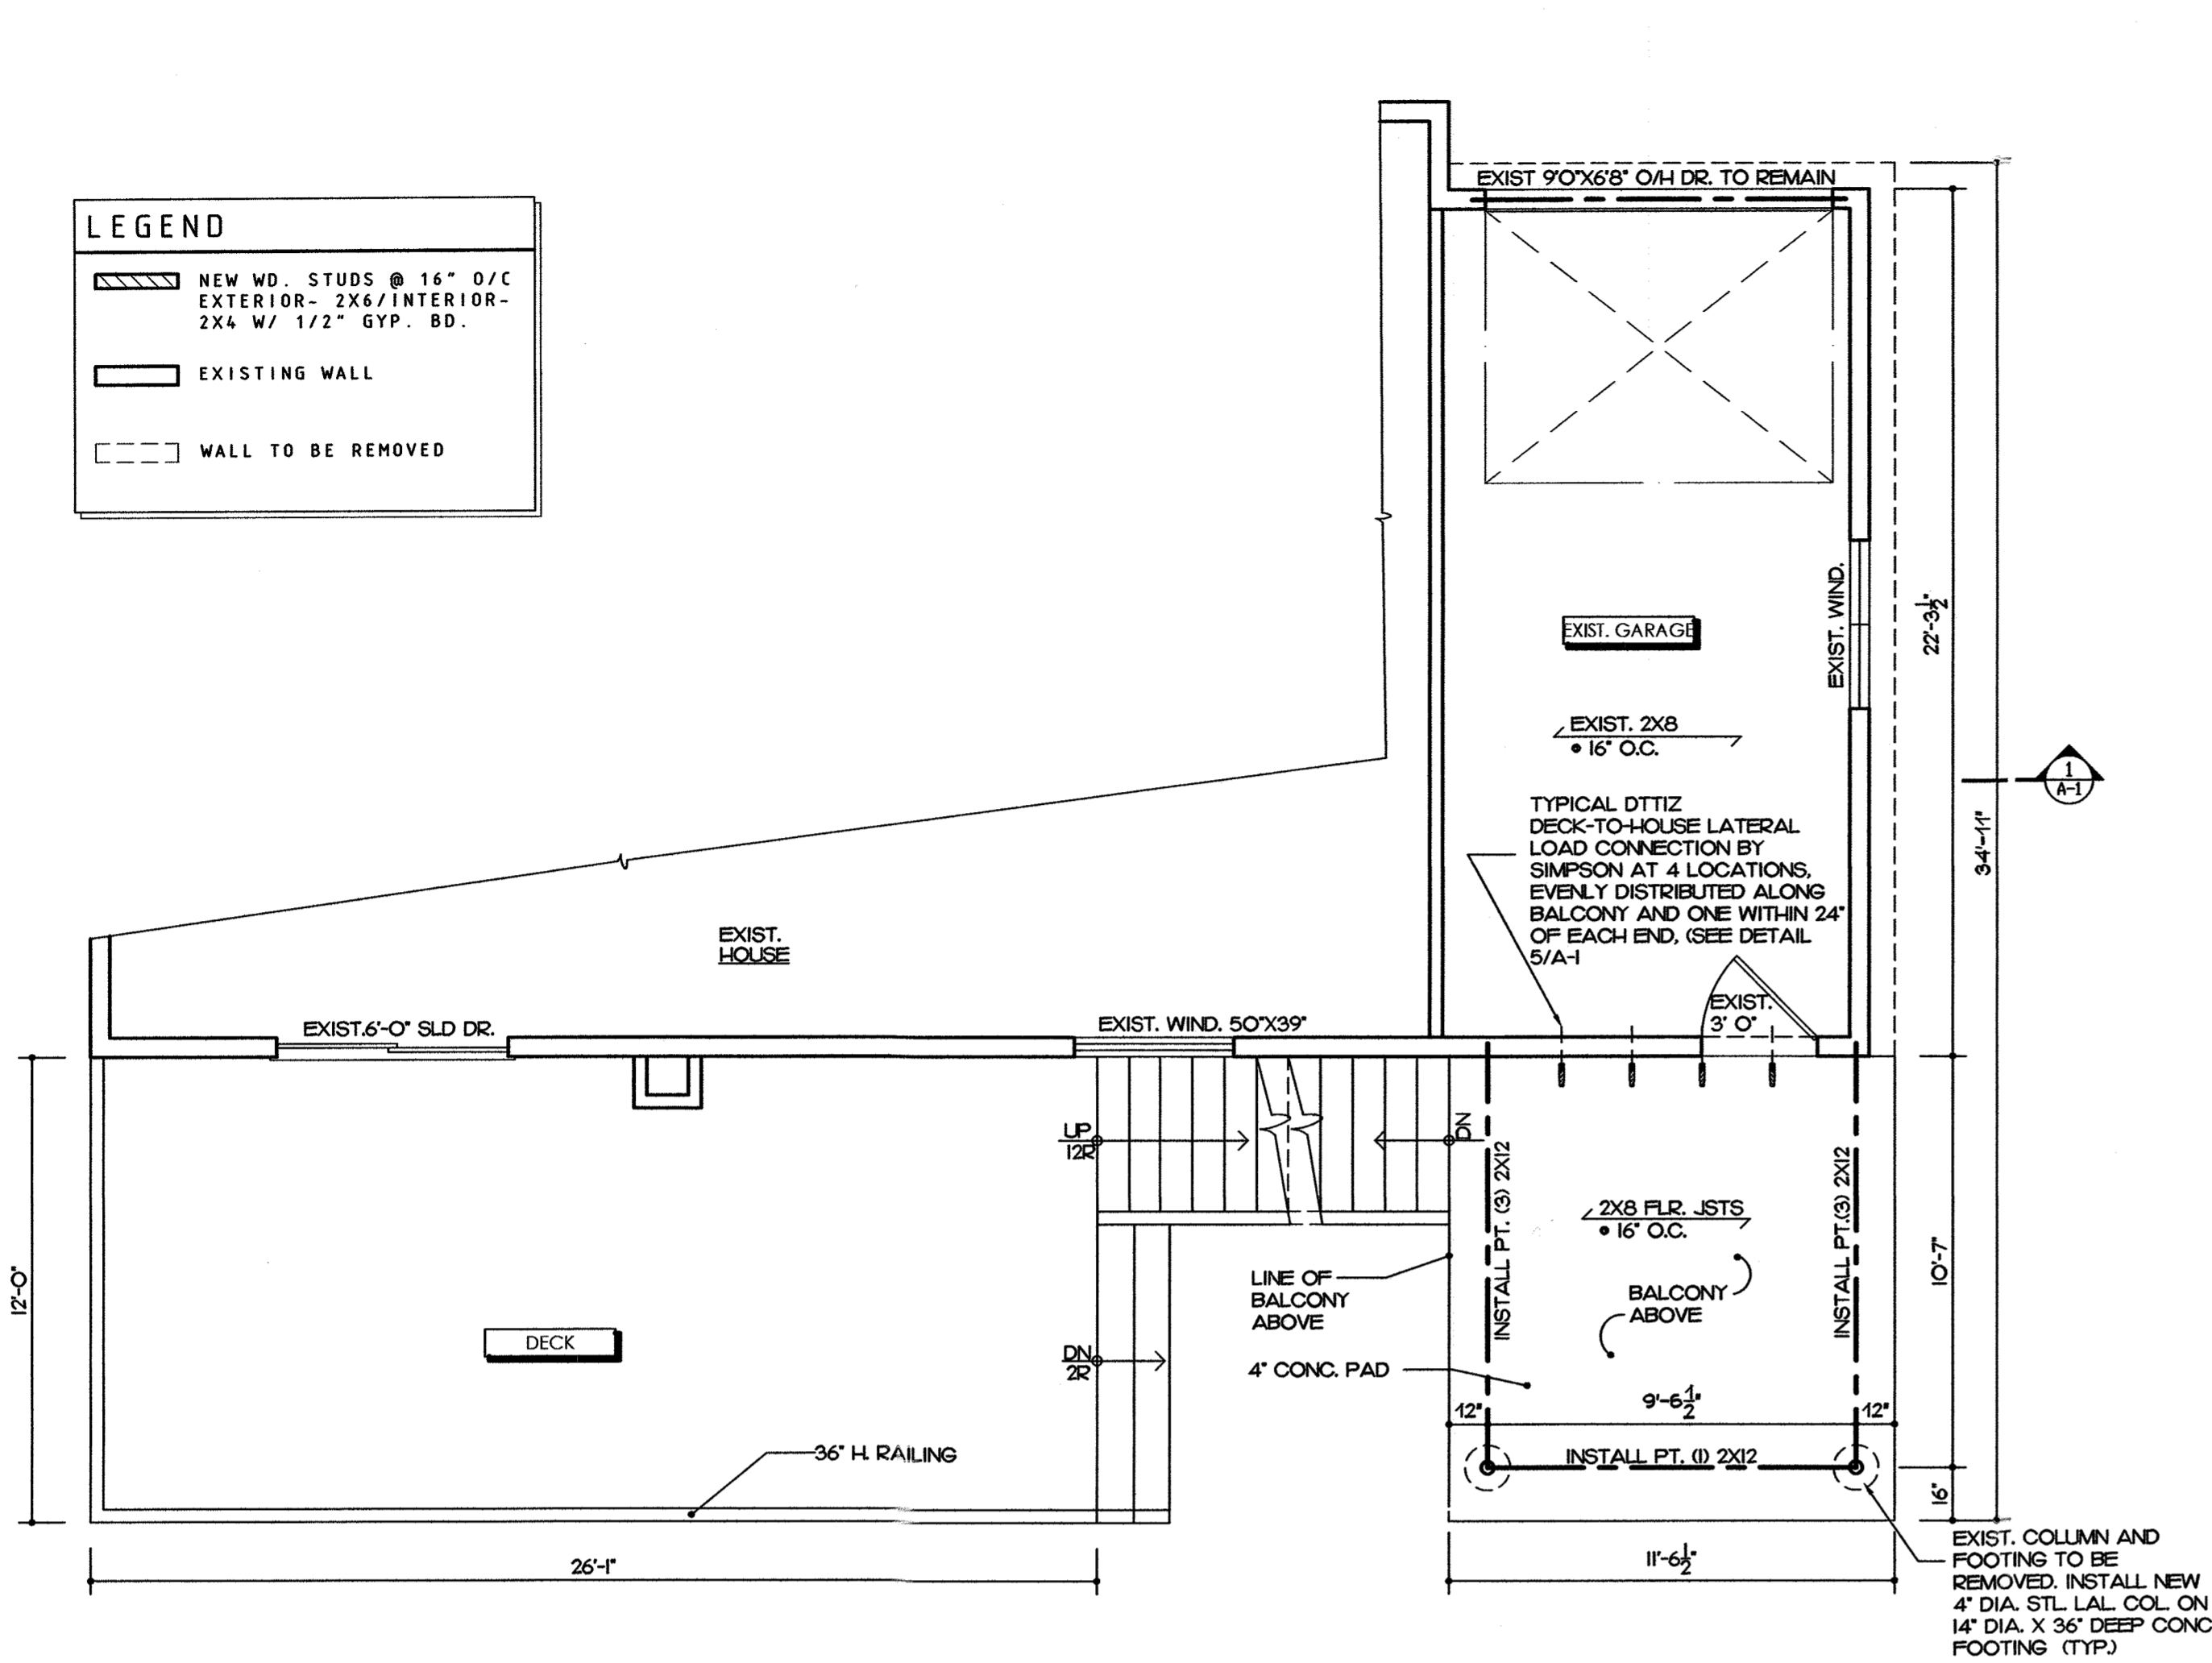 LEGEND
NEW WD. STUDS @ 16" O/C
EXTERIOR- 2X6/INTERIOR-
2X4 W/ 1/2" GYP. BD.
EXISTING WALL
WALL TO BE REMOVED
EXIST 9'0"X6'8" O/H DR. TO REMAIN
EXIST. WIND.
22'-3 1/2"
EXIST. GARAGE
EXIST. 2X8
@ 16" O.C.
1
A-1
34'-11"
TYPICAL DTTIZ
DECK-TO-HOUSE LATERAL
LOAD CONNECTION BY
SIMPSON AT 4 LOCATIONS,
EVENLY DISTRIBUTED ALONG
BALCONY AND ONE WITHIN 24"
OF EACH END, (SEE DETAIL
5/A-1
EXIST.
HOUSE
EXIST.
3' 0"
EXIST.6'-0" SLD DR.
EXIST. WIND. 50"X39"
UP
12R
DN
INSTALL PT. (3) 2X12
INSTALL PT.(3) 2X12
2X8 FLR. JSTS
@ 16" O.C.
12'-0"
10'-7"
LINE OF
BALCONY
ABOVE
BALCONY
ABOVE
DECK
DN
2R
4" CONC. PAD
12"
9'-6 1/2"
12"
36" H. RAILING
INSTALL PT. (1) 2X12
16"
26'-1"
11'-6 1/2"
EXIST. COLUMN AND
FOOTING TO BE
REMOVED. INSTALL NEW
4" DIA. STL. LAL. COL. ON
14" DIA. X 36" DEEP CONC
FOOTING (TYP.)